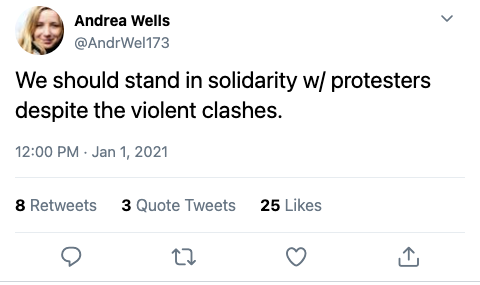 Andrea Wells
@AndrWel173
We should stand in solidarity w/ protesters
despite the violent clashes.
12:00 PM · Jan 1, 2021
8 Retweets 3 Quote Tweets 25 Likes